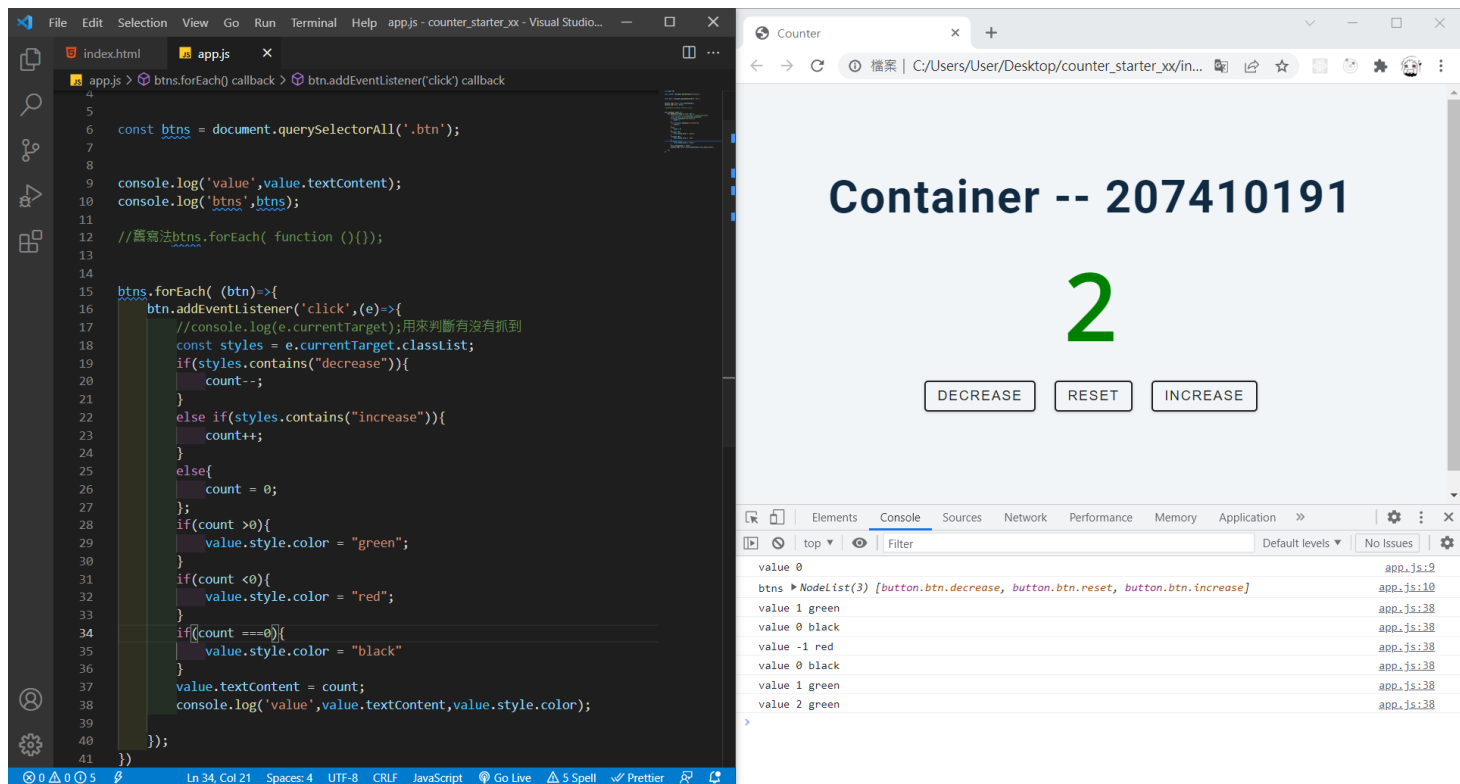 File Edit Selection View Go Run Terminal Help app.js - counter_starter_xx - Visual Studio...
index.html app.js
app.js > btns.forEach() callback > btn.addEventListener('click') callback
4
5
6 const btns = document.querySelectorAll('.btn');
7
8
9 console.log('value',value.textContent);
10 console.log('btns',btns);
11
12 //舊寫法btns.forEach( function (){});
13
14
15 btns.forEach( (btn)=>{
16 btn.addEventListener('click',(e)=>{
17 //console.log(e.currentTarget);用來判斷有沒有抓到
18 const styles = e.currentTarget.classList;
19 if(styles.contains("decrease")){
20 count--;
21 }
22 else if(styles.contains("increase")){
23 count++;
24 }
25 else{
26 count = 0;
27 };
28 if(count >0){
29 value.style.color = "green";
30 }
31 if(count <0){
32 value.style.color = "red";
33 }
34 if(count ===0){
35 value.style.color = "black"
36 }
37 value.textContent = count;
38 console.log('value',value.textContent,value.style.color);
39
40 });
41 })
0 0 5 Ln 34, Col 21 Spaces: 4 UTF-8 CRLF JavaScript Go Live 5 Spell Prettier
Counter
檔案 | C:/Users/User/Desktop/counter_starter_xx/in...
Container -- 207410191
2
DECREASE RESET INCREASE
Elements Console Sources Network Performance Memory Application
top Filter Default levels No Issues
value 0 app.js:9
btns NodeList(3) [button.btn.decrease, button.btn.reset, button.btn.increase] app.js:10
value 1 green app.js:38
value 0 black app.js:38
value -1 red app.js:38
value 0 black app.js:38
value 1 green app.js:38
value 2 green app.js:38